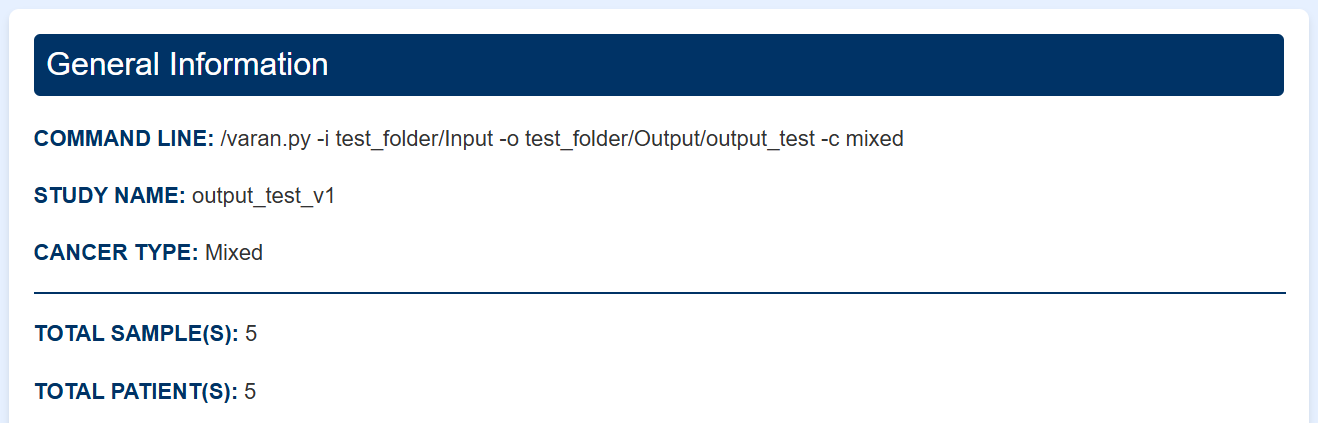 General Information
COMMAND LINE: /varan.py -i test_folder/Input -o test_folder/Output/output_test -c mixed
STUDY NAME: output_test_v1
CANCER TYPE: Mixed
TOTAL SAMPLE(S): 5
TOTAL PATIENT(S): 5